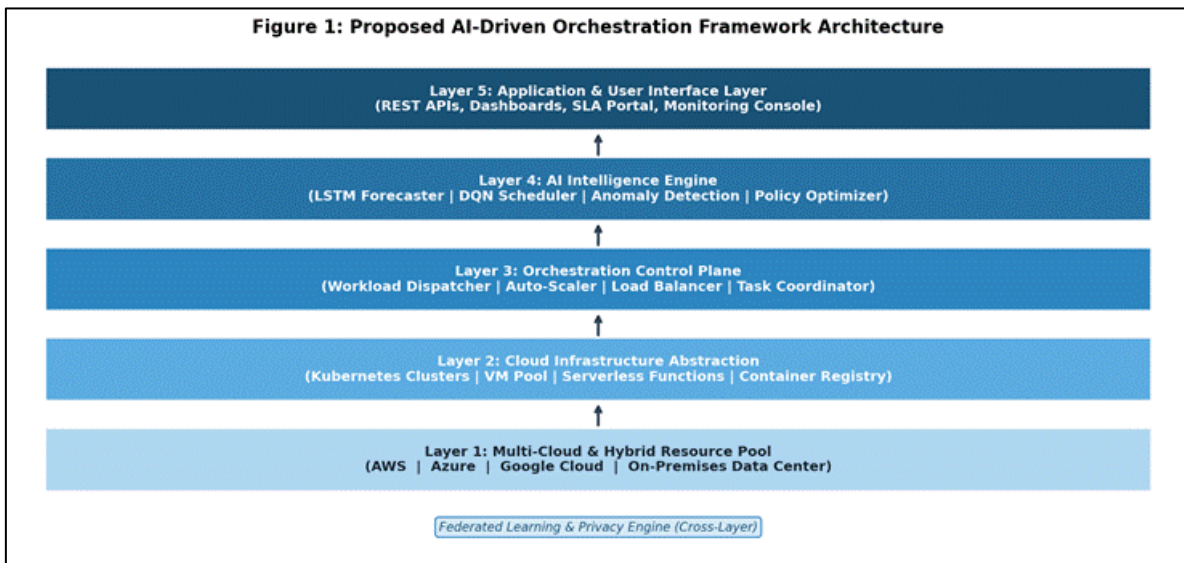 Figure 1: Proposed AI-Driven Orchestration Framework Architecture
Layer 5: Application & User Interface Layer
(REST APIs, Dashboards, SLA Portal, Monitoring Console)
Layer 4: AI Intelligence Engine
(LSTM Forecaster | DQN Scheduler | Anomaly Detection | Policy Optimizer)
Layer 3: Orchestration Control Plane
(Workload Dispatcher | Auto-Scaler | Load Balancer | Task Coordinator)
Layer 2: Cloud Infrastructure Abstraction
(Kubernetes Clusters | VM Pool | Serverless Functions | Container Registry)
Layer 1: Multi-Cloud & Hybrid Resource Pool
(AWS | Azure | Google Cloud | On-Premises Data Center)
Federated Learning & Privacy Engine (Cross-Layer)